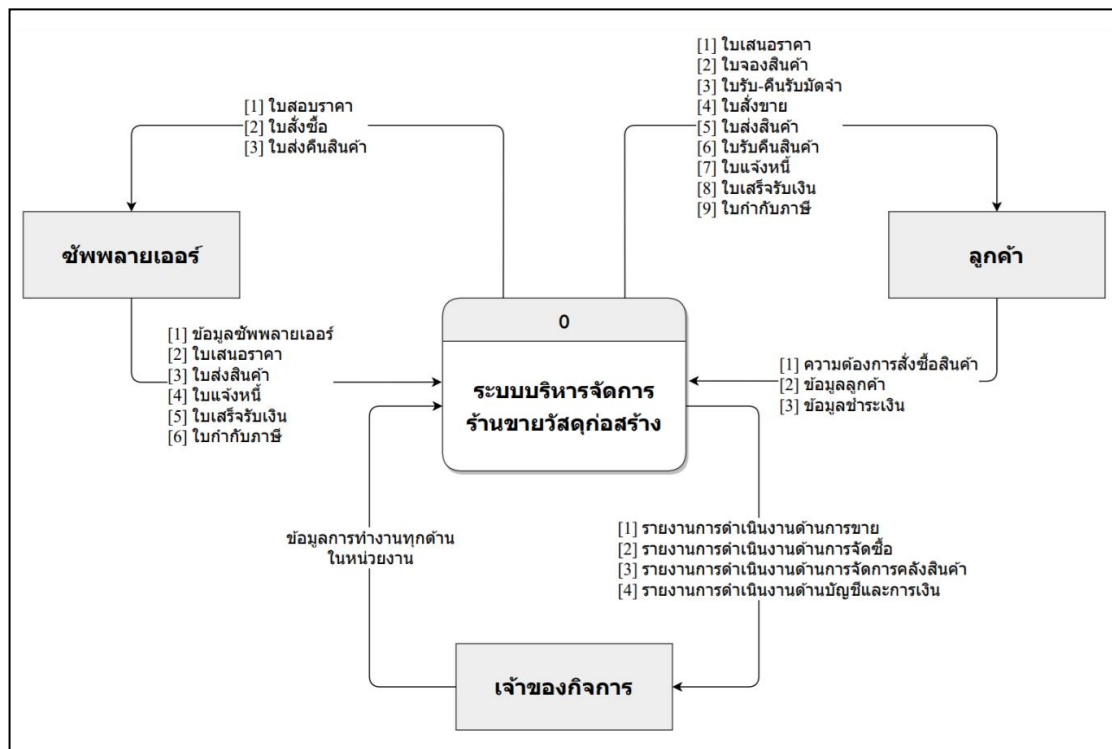 [1] ใบเสนอราคา
[2] ใบจองสินค้า
[3] ใบรับ-คืนรับมัดจำ
[4] ใบสั่งขาย
[5] ใบส่งสินค้า
[6] ใบรับคืนสินค้า
[7] ใบแจ้งหนี้
[8] ใบเสร็จรับเงิน
[9] ใบกำกับภาษี
[1] ใบสอบราคา
[2] ใบสั่งซื้อ
[3] ใบส่งคืนสินค้า
ซัพพลายเออร์
ลูกค้า
[1] ข้อมูลซัพพลายเออร์
[2] ใบเสนอราคา
[3] ใบส่งสินค้า
[4] ใบแจ้งหนี้
[5] ใบเสร็จรับเงิน
[6] ใบกำกับภาษี
0
ระบบบริหารจัดการ
ร้านขายวัสดุก่อสร้าง
[1] ความต้องการสั่งซื้อสินค้า
[2] ข้อมูลลูกค้า
[3] ข้อมูลชำระเงิน
ข้อมูลการทำงานทุกด้าน
ในหน่วยงาน
[1] รายงานการดำเนินงานด้านการขาย
[2] รายงานการดำเนินงานด้านการจัดซื้อ
[3] รายงานการดำเนินงานด้านการจัดการคลังสินค้า
[4] รายงานการดำเนินงานด้านบัญชีและการเงิน
เจ้าของกิจการ